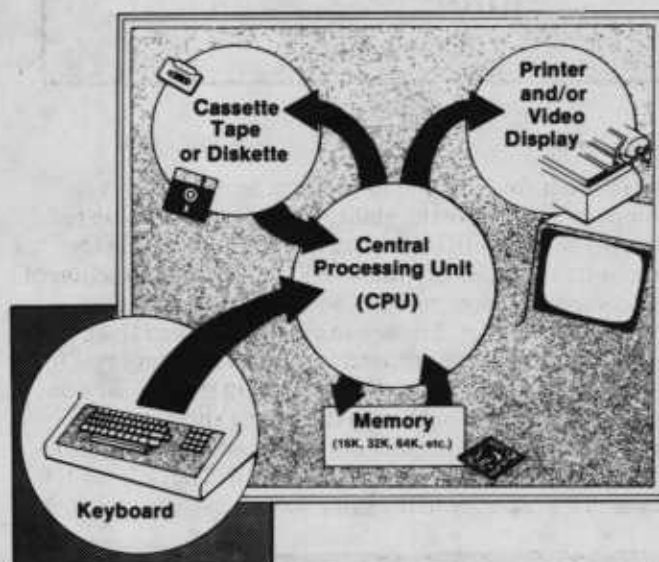 Cassette
Tape
or Diskette
Printer
and/or
Video
Display
Central
Processing Unit
(CPU)
Memory
(16K, 32K, 64K, etc.)
Keyboard